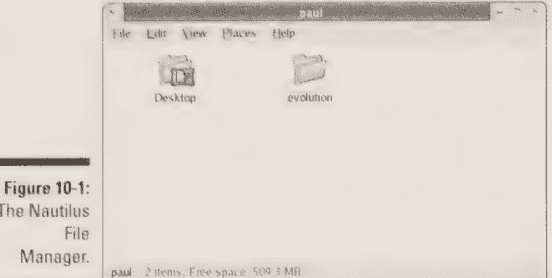 paul
File Edit View Places Help
Desktop evolution
Figure 10-1:
The Nautilus
File
Manager.
paul 2 items, Free space: 509.3 MB